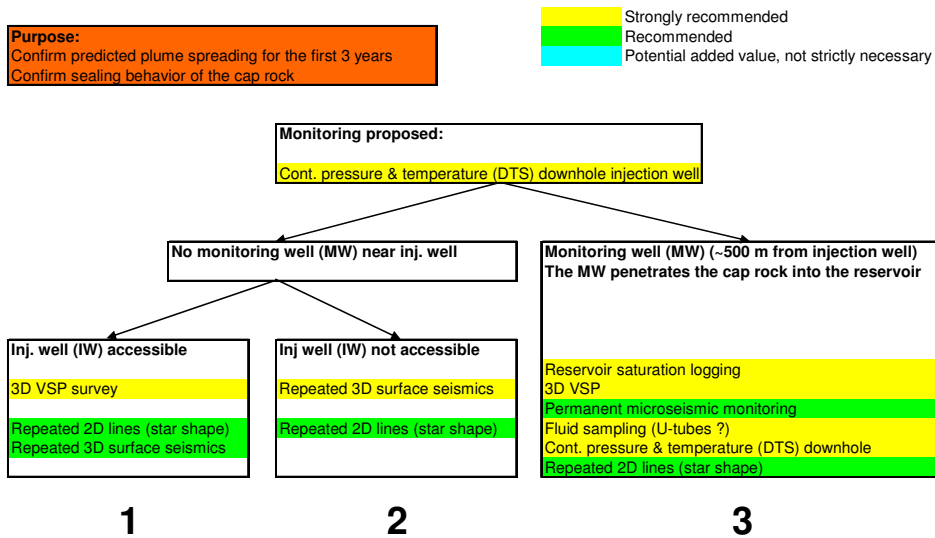 Purpose:
Confirm predicted plume spreading for the first 3 years
Confirm sealing behavior of the cap rock
Strongly recommended
Recommended
Potential added value, not strictly necessary
Monitoring proposed:
Cont. pressure & temperature (DTS) downhole injection well
No monitoring well (MW) near inj. well
Monitoring well (MW) (~500 m from injection well)
The MW penetrates the cap rock into the reservoir
Inj. well (IW) accessible
3D VSP survey
Repeated 2D lines (star shape)
Repeated 3D surface seismics
Inj well (IW) not accessible
Repeated 3D surface seismics
Repeated 2D lines (star shape)
Reservoir saturation logging
3D VSP
Permanent microseismic monitoring
Fluid sampling (U-tubes ?)
Cont. pressure & temperature (DTS) downhole
Repeated 2D lines (star shape)
1
2
3